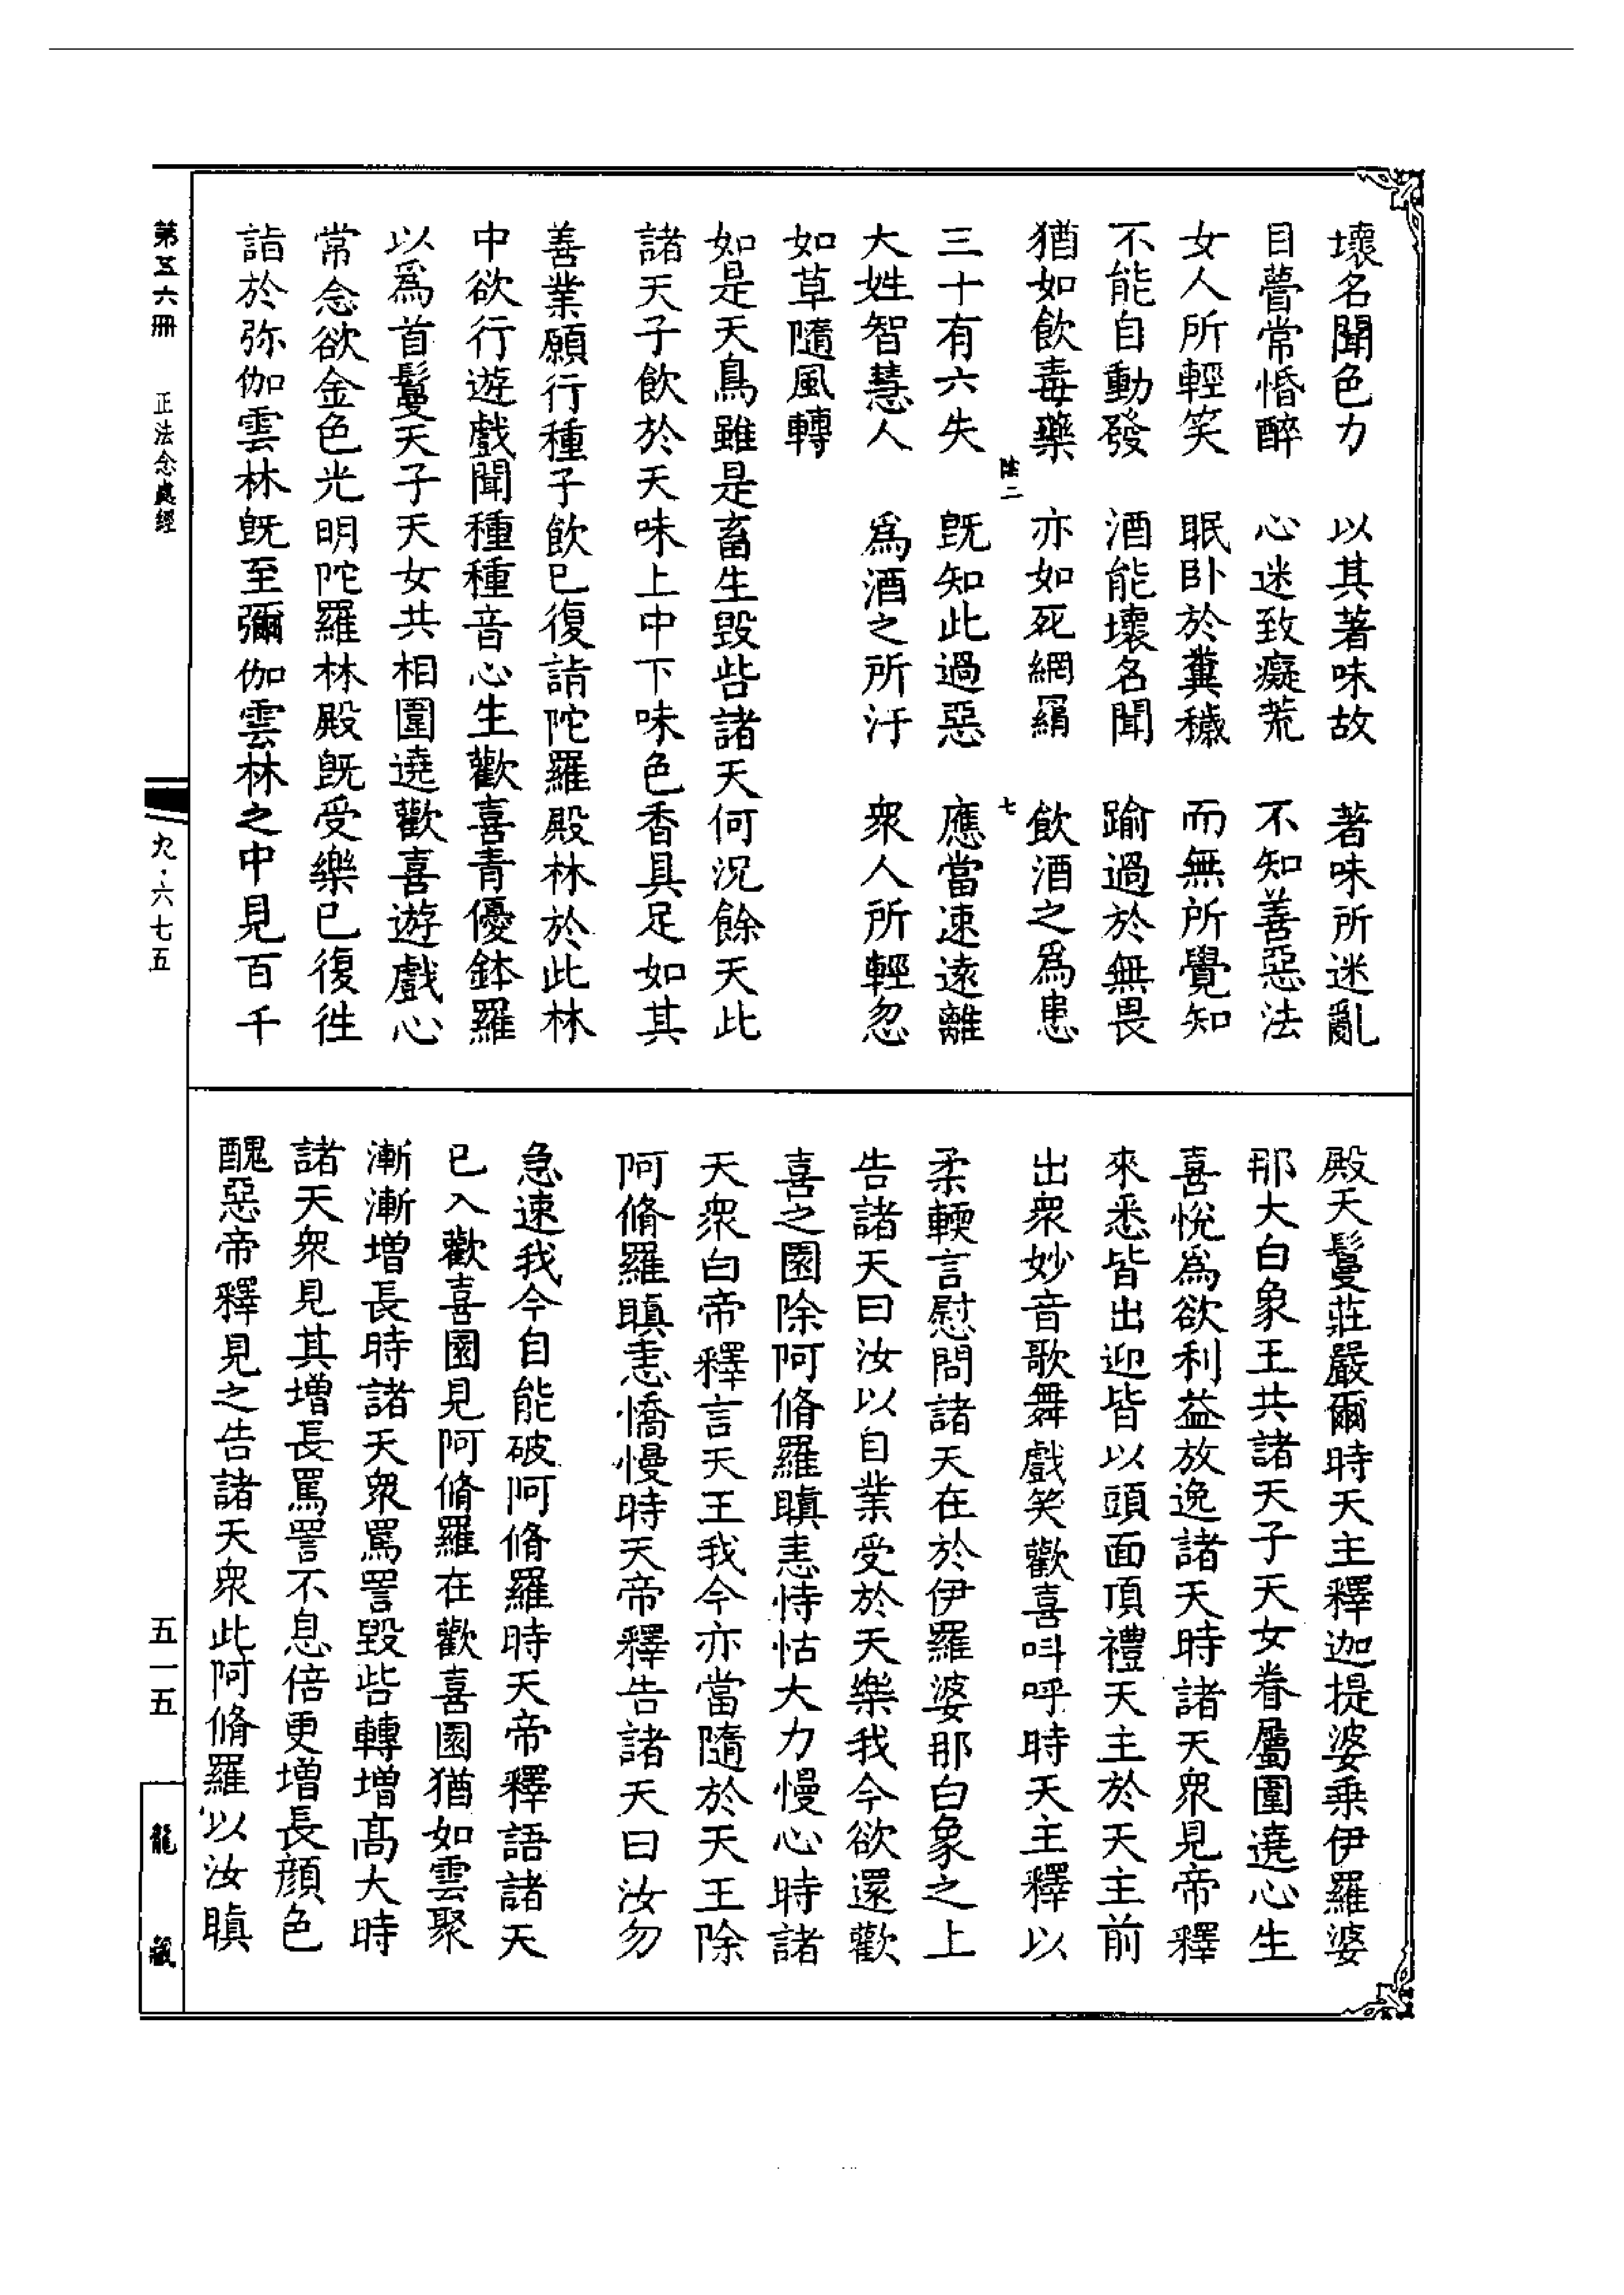 壞名聞色力　以其著味故　著味所迷亂
目瞢常惛醉　心迷致癡荒　不知善惡法
女人所輕笑　眠卧於糞穢　而無所覺知
不能自動發　酒能壞名聞　踰過於無畏
猶如飲毒藥　亦如死網羂　飲酒之爲患
陰二　七
三十有六失　旣知此過惡　應當速遠離
大姓智慧人　爲酒之所汙　衆人所輕忽
如草隨風轉
如是天鳥雖是畜生毀呰諸天何況餘天此
諸天子飲於天味上中下味色香具足如其
善業願行種子飲已復詣陀羅殿林於此林
中欲行遊戲聞種種音心生歡喜青優鉢羅
以爲首鬘天子天女共相圍遶歡喜遊戲心
常念欲金色光明陀羅林殿旣受樂已復往
詣於弥伽雲林旣至彌伽雲林之中見百千
殿天鬘莊嚴爾時天主釋迦提婆乘伊羅婆
那大白象王共諸天子天女眷屬圍遶心生
喜悅爲欲利益放逸諸天時諸天衆見帝釋
來悉皆出迎皆以頭面頂禮天主於天主前
出衆妙音歌舞戲笑歡喜呌呼時天主釋以
柔輭言慰問諸天在於伊羅婆那白象之上
告諸天曰汝以自業受於天樂我今欲還歡
喜之園除阿脩羅瞋恚恃怙大力慢心時諸
天衆白帝釋言天王我今亦當隨於天王除
阿脩羅瞋恚憍慢時天帝釋告諸天曰汝勿
急速我今自能破阿脩羅時天帝釋語諸天
已入歡喜園見阿脩羅在歡喜園猶如雲聚
漸漸增長時諸天衆罵詈毀呰轉增高大時
諸天衆見其增長罵詈不息倍更增長顏色
醜惡帝釋見之告諸天衆此阿脩羅以汝瞋
第五六冊　正法念處經　九·六七五　五一五　龍藏